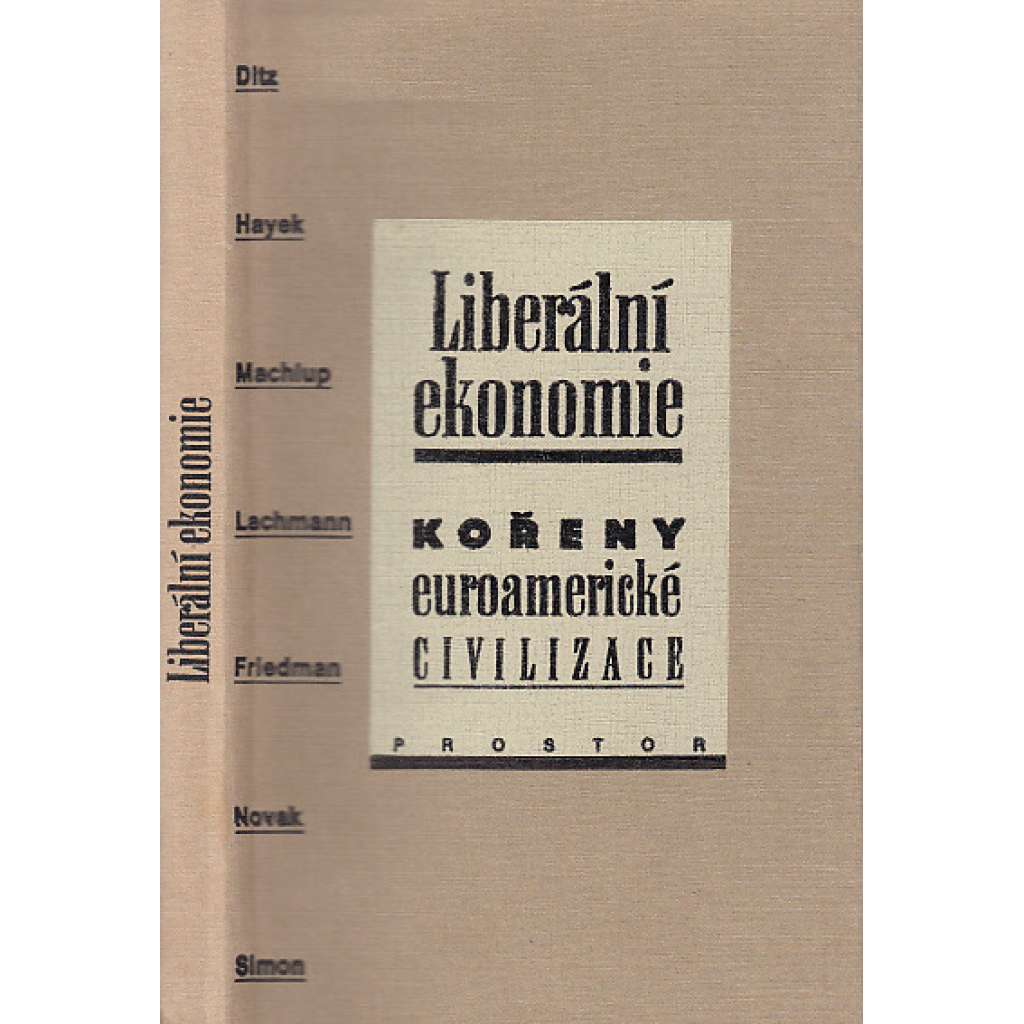 Liberální ekonomie
Ditz
Hayek
Machlup
Lachmann
Friedman
Novak
Simon
Liberální
ekonomie
KOŘENY
euroamerické
CIVILIZACE
PROSTOR